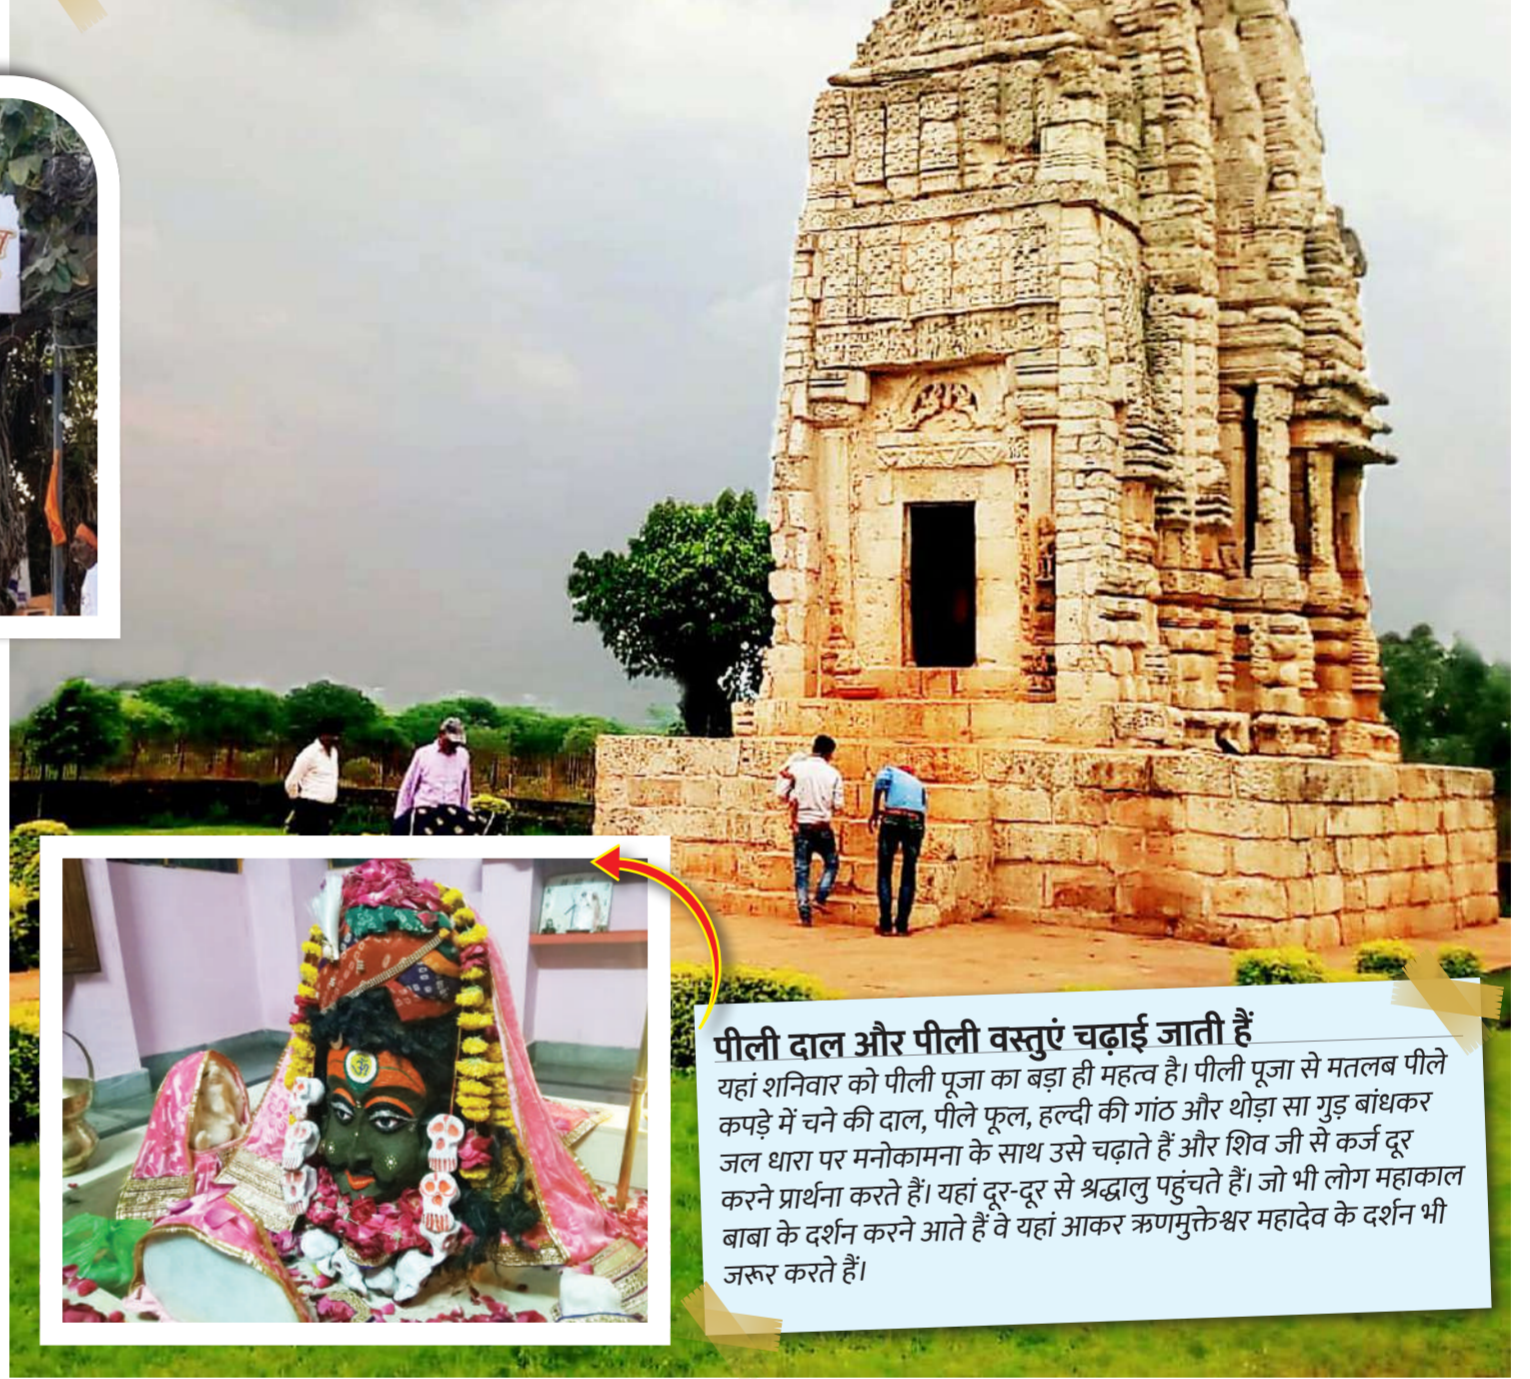 पीली दाल और पीली वस्तुएं चढ़ाई जाती हैं
यहां शनिवार को पीली पूजा का बड़ा ही महत्व है। पीली पूजा से मतलब पीले
कपड़े में चने की दाल, पीले फूल, हल्दी की गांठ और थोड़ा सा गुड़ बांधकर
जल धारा पर मनोकामना के साथ उसे चढ़ाते हैं और शिव जी से कर्ज दूर
करने प्रार्थना करते हैं। यहां दूर-दूर से श्रद्धालु पहुंचते हैं। जो भी लोग महाकाल
बाबा के दर्शन करने आते हैं वे यहां आकर ऋणमुक्तेश्वर महादेव के दर्शन भी
जरूर करते हैं।
ॐ